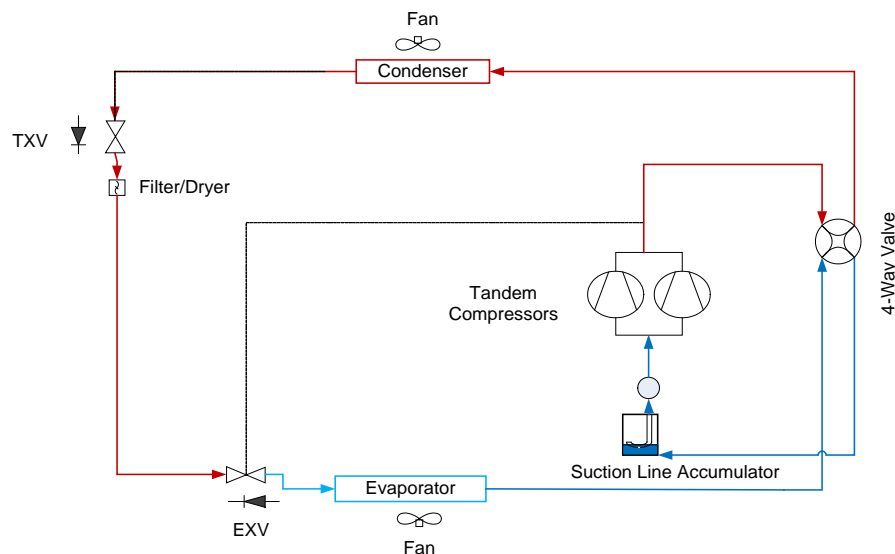 Fan
Condenser
TXV
Filter/Dryer
4-Way Valve
Tandem
Compressors
Suction Line Accumulator
Evaporator
EXV
Fan